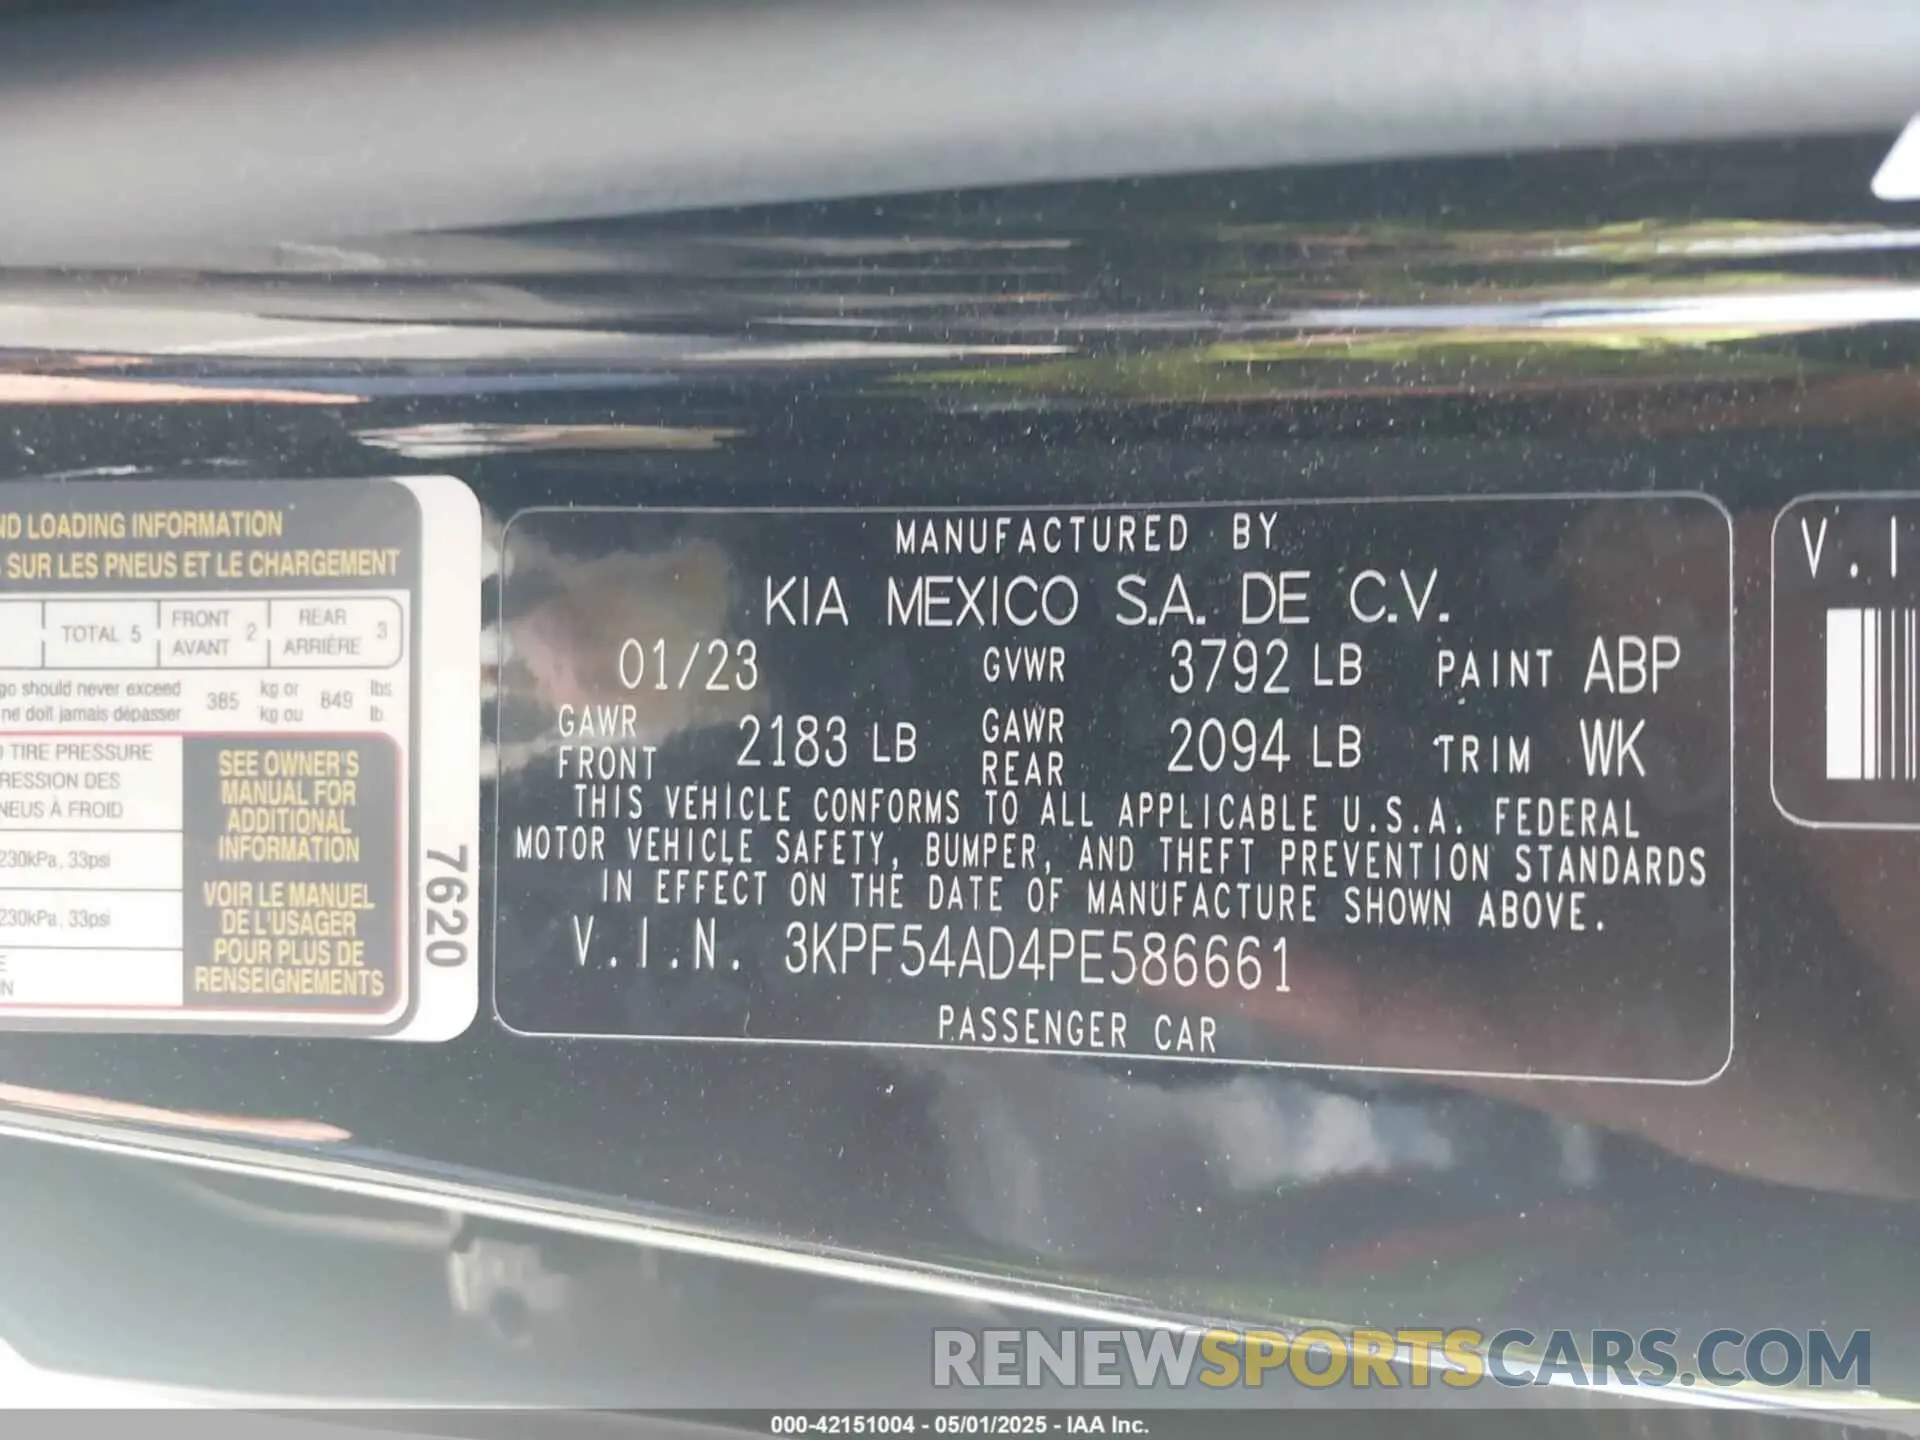 ND LOADING INFORMATION
SUR LES PNEUS ET LE CHARGEMENT
TOTAL 5
FRONT
AVANT 2
REAR
ARRIÈRE 3
go should never exceed
ne doit jamais dépasser
385
kg or
kg ou
849
lbs.
lb.
TIRE PRESSURE
RESSION DES
NEUS À FROID
230kPa, 33psi
230kPa, 33psi
E
N
SEE OWNER'S
MANUAL FOR
ADDITIONAL
INFORMATION
VOIR LE MANUEL
DE L'USAGER
POUR PLUS DE
RENSEIGNEMENTS
7620
MANUFACTURED BY
KIA MEXICO S.A. DE C.V.
01/23 GVWR 3792 LB PAINT ABP
GAWR FRONT 2183 LB GAWR REAR 2094 LB TRIM WK
THIS VEHICLE CONFORMS TO ALL APPLICABLE U.S.A. FEDERAL
MOTOR VEHICLE SAFETY, BUMPER, AND THEFT PREVENTION STANDARDS
IN EFFECT ON THE DATE OF MANUFACTURE SHOWN ABOVE.
V.I.N. 3KPF54AD4PE586661
PASSENGER CAR
V.I
RENEWSPORTSCARS.COM
000-42151004 - 05/01/2025 - IAA Inc.